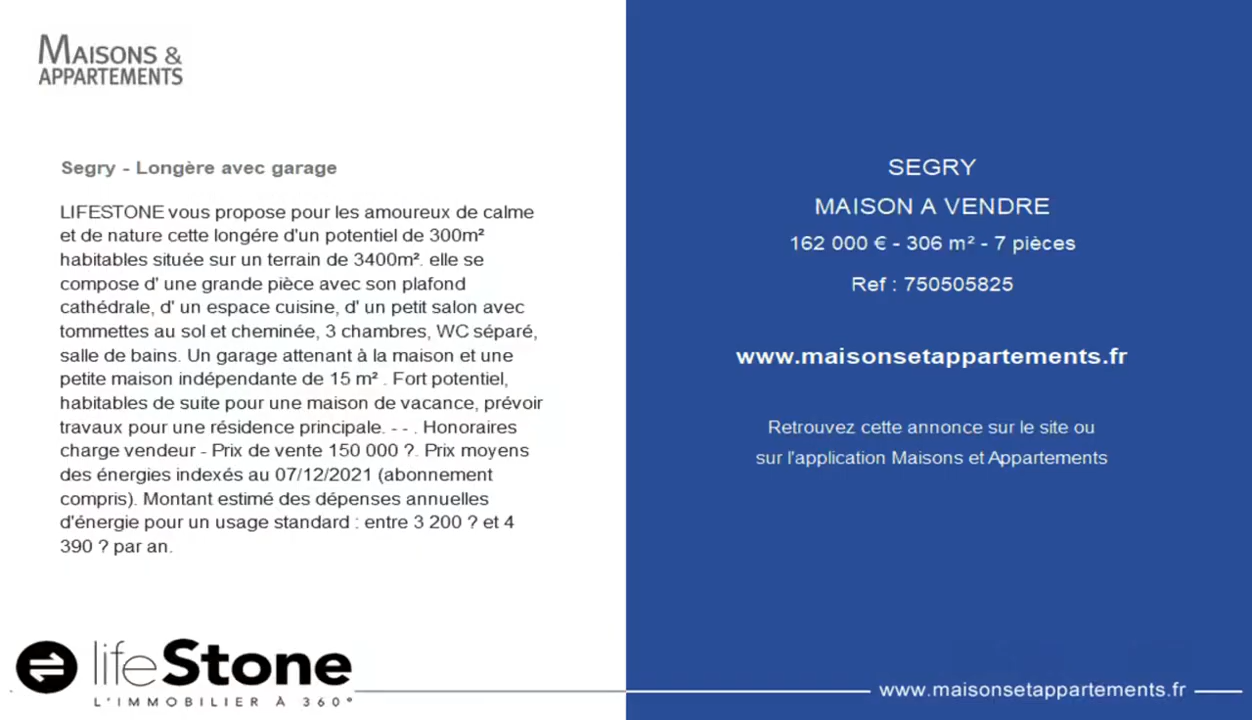 MAISONS &
APPARTEMENTS
Segry - Longère avec garage
LIFESTONE vous propose pour les amoureux de calme
et de nature cette longére d'un potentiel de 300m²
habitables située sur un terrain de 3400m². elle se
compose d' une grande pièce avec son plafond
cathédrale, d' un espace cuisine, d' un petit salon avec
tommettes au sol et cheminée, 3 chambres, WC séparé,
salle de bains. Un garage attenant à la maison et une
petite maison indépendante de 15 m² . Fort potentiel,
habitables de suite pour une maison de vacance, prévoir
travaux pour une résidence principale. - - . Honoraires
charge vendeur - Prix de vente 150 000 ?. Prix moyens
des énergies indexés au 07/12/2021 (abonnement
compris). Montant estimé des dépenses annuelles
d'énergie pour un usage standard : entre 3 200 ? et 4
390 ? par an.
lifeStone
L'IMMOBILIER À 360°
SEGRY
MAISON A VENDRE
162 000 € - 306 m² - 7 pièces
Ref : 750505825
www.maisonsetappartements.fr
Retrouvez cette annonce sur le site ou
sur l'application Maisons et Appartements
www.maisonsetappartements.fr